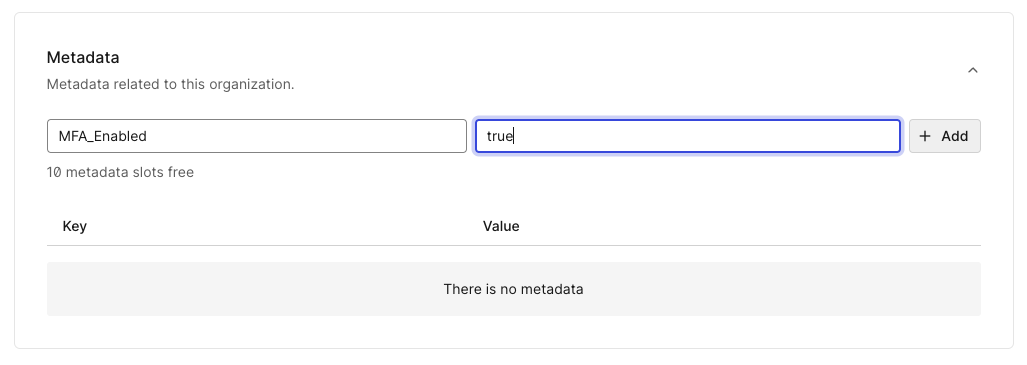 Metadata
Metadata related to this organization.
MFA_Enabled
true
+ Add
10 metadata slots free
Key
Value
There is no metadata